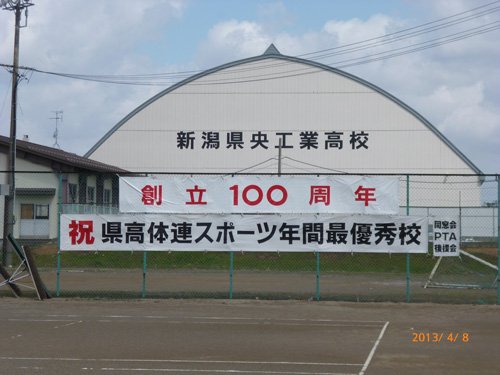 新潟県央工業高校
創立100周年
祝 県高体連スポーツ年間最優秀校
同窓会
PTA
後援会
2013/ 4/ 8